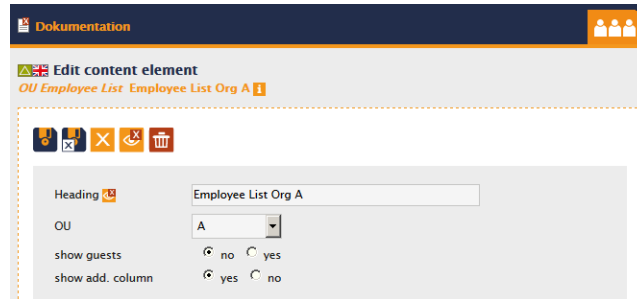 Dokumentation
Edit content element
OU Employee List Employee List Org A i
Heading
Employee List Org A
OU
A
show guests
no yes
show add. column
yes no